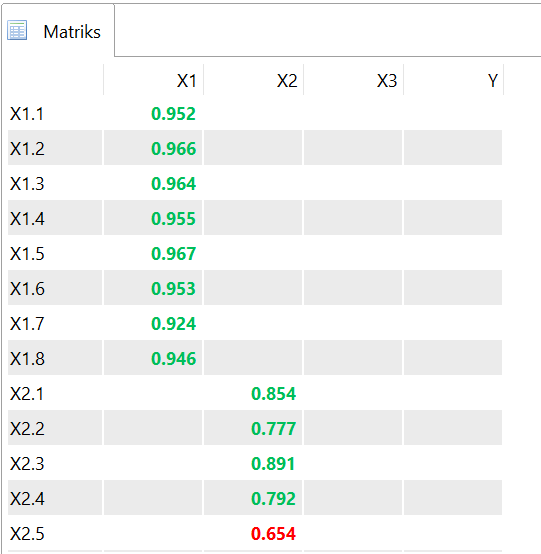 Matriks
X1 X2 X3 Y
X1.1 0.952
X1.2 0.966
X1.3 0.964
X1.4 0.955
X1.5 0.967
X1.6 0.953
X1.7 0.924
X1.8 0.946
X2.1 0.854
X2.2 0.777
X2.3 0.891
X2.4 0.792
X2.5 0.654